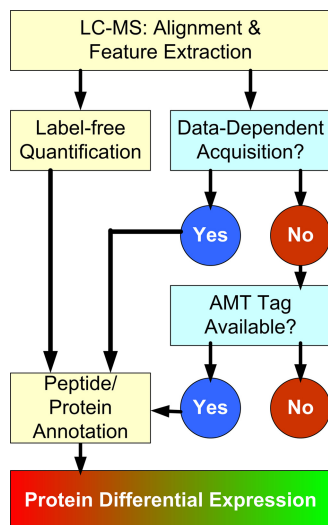 LC-MS: Alignment &
Feature Extraction
Label-free
Quantification
Data-Dependent
Acquisition?
Yes
No
AMT Tag
Available?
Peptide/
Protein
Annotation
Yes
No
Protein Differential Expression